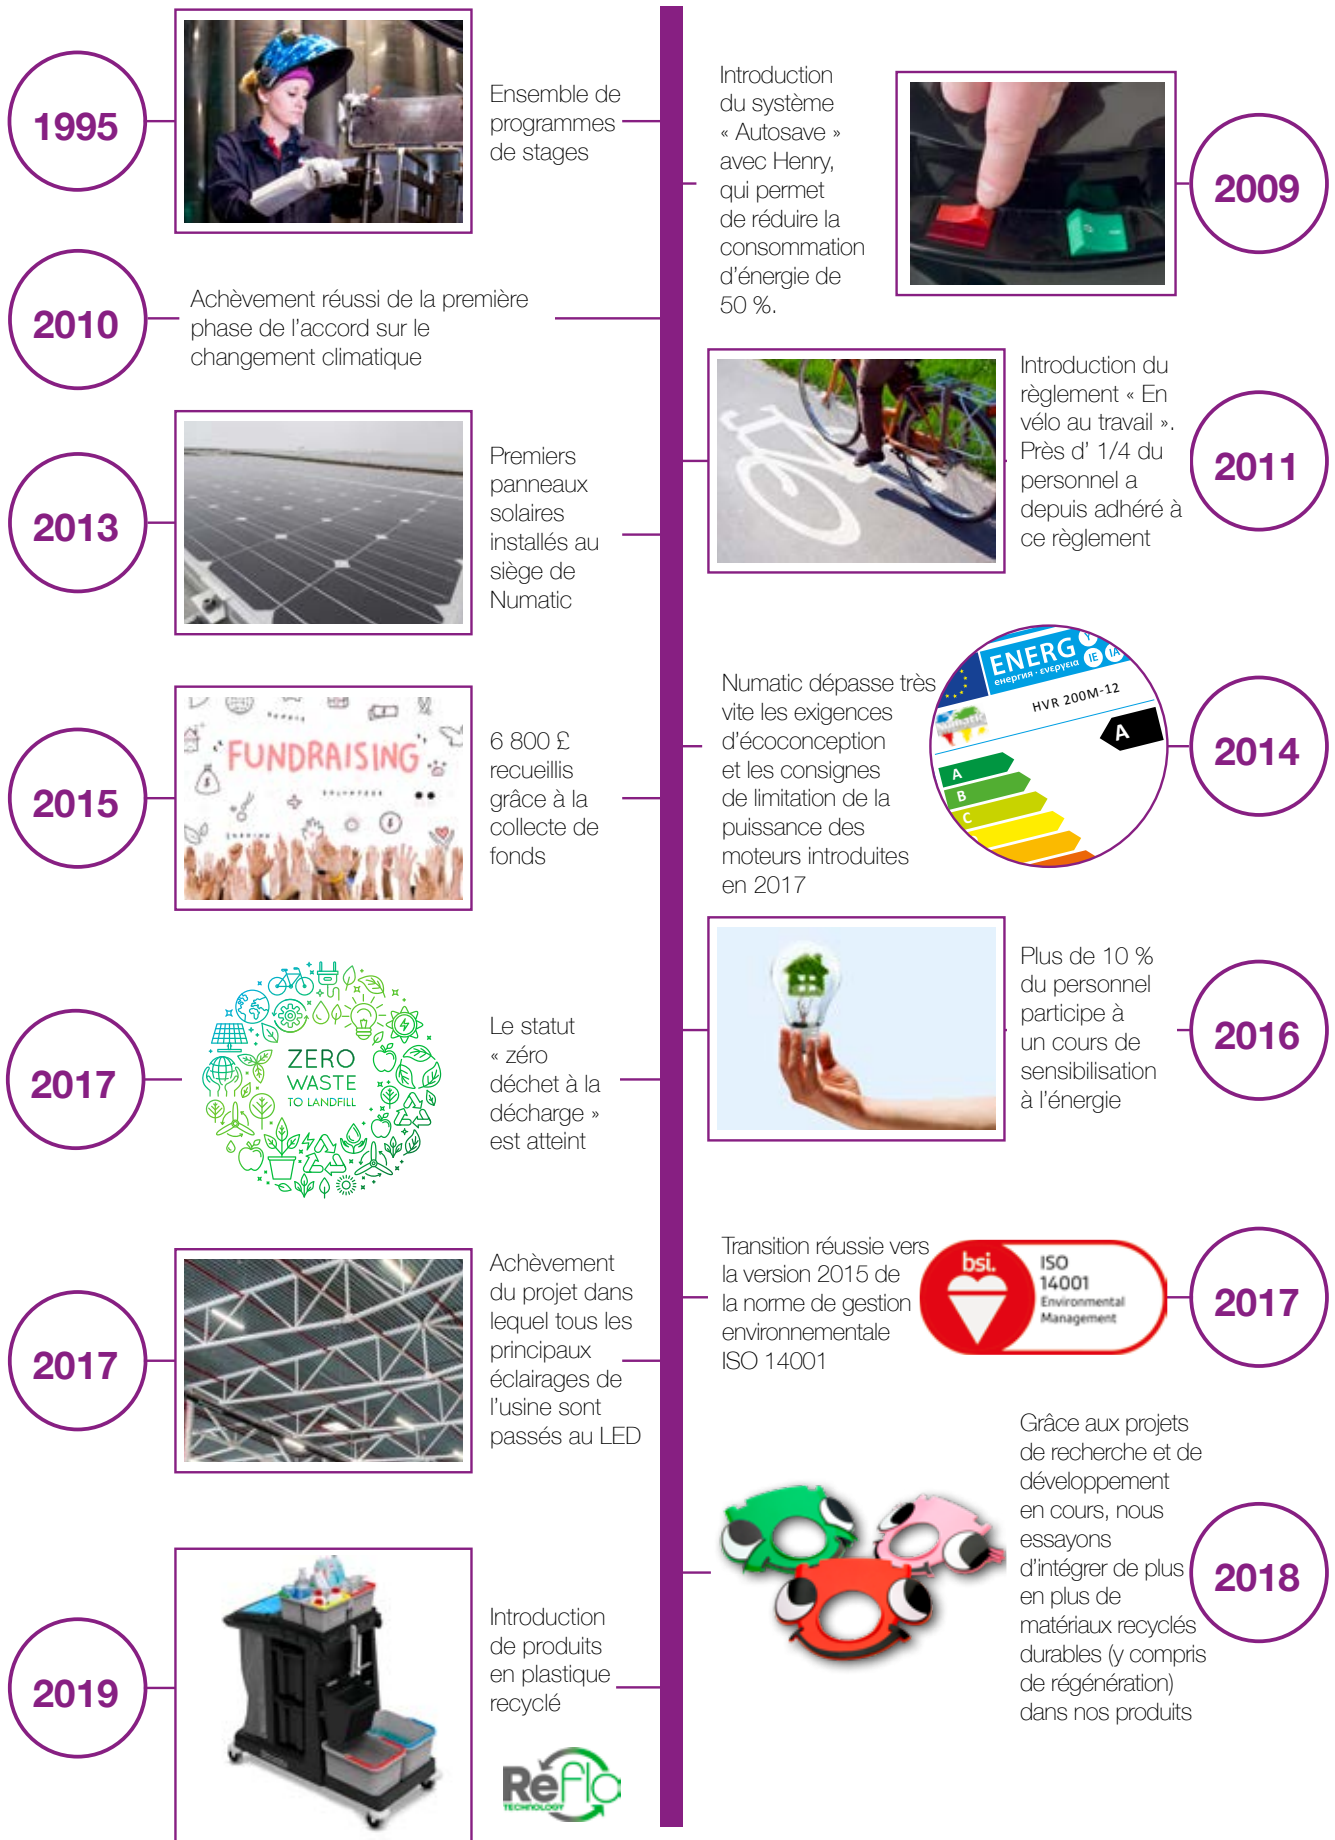 1995
Ensemble de
programmes
de stages
Introduction
du système
« Autosave »
avec Henry,
qui permet
de réduire la
consommation
d’énergie de
50 %.
2009
2010
Achèvement réussi de la première
phase de l’accord sur le
changement climatique
Introduction du
règlement « En
vélo au travail ».
Près d’ 1/4 du
personnel a
depuis adhéré à
ce règlement
2011
2013
Premiers
panneaux
solaires
installés au
siège de
Numatic
Numatic dépasse très
vite les exigences
d’écoconception
et les consignes
de limitation de la
puissance des
moteurs introduites
en 2017
ENERG
енергия · ενεργεια
Y
IE
IA
HVR 200M-12
A
A
B
C
2014
2015
FUNDRAISING
VOLUNTEER
6 800 £
recueillis
grâce à la
collecte de
fonds
Plus de 10 %
du personnel
participe à
un cours de
sensibilisation
à l’énergie
2016
2017
ZERO
WASTE
TO LANDFILL
Le statut
« zéro
déchet à la
décharge »
est atteint
Transition réussie vers
la version 2015 de
la norme de gestion
environnementale
ISO 14001
bsi.
ISO
14001
Environmental
Management
2017
2017
Achèvement
du projet dans
lequel tous les
principaux
éclairages de
l’usine sont
passés au LED
Grâce aux projets
de recherche et de
développement
en cours, nous
essayons
d’intégrer de plus
en plus de
matériaux recyclés
durables (y compris
de régénération)
dans nos produits
2018
2019
Introduction
de produits
en plastique
recyclé
ReFlo
TECHNOLOGY